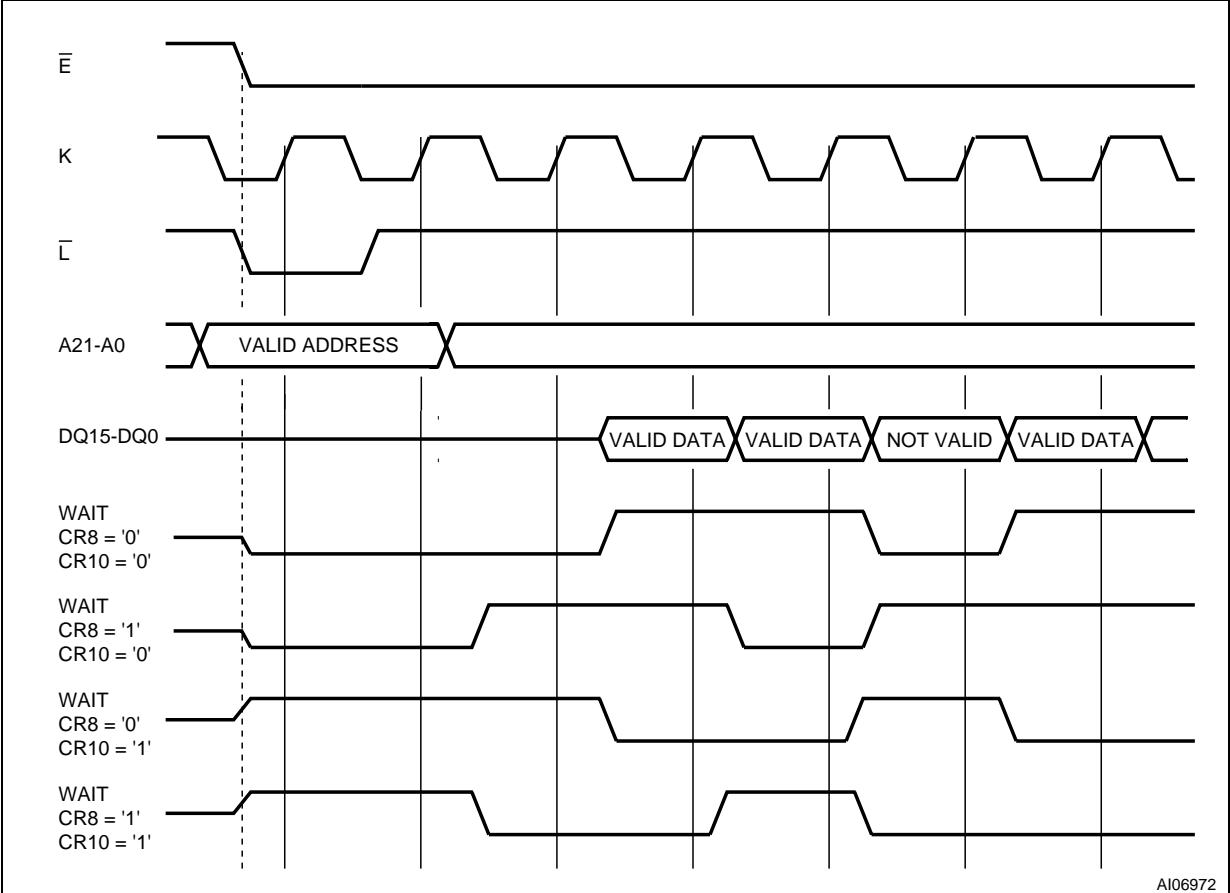 E̅
K
L̅
A21-A0
VALID ADDRESS
DQ15-DQ0
VALID DATA
VALID DATA
NOT VALID
VALID DATA
WAIT
CR8 = '0'
CR10 = '0'
WAIT
CR8 = '1'
CR10 = '0'
WAIT
CR8 = '0'
CR10 = '1'
WAIT
CR8 = '1'
CR10 = '1'
AI06972